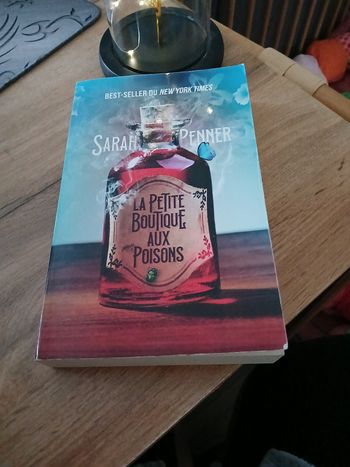 BEST-SELLER DU NEW YORK TIMES
SARAH PENNER
LA PETITE
BOUTIQUE
AUX
POISONS